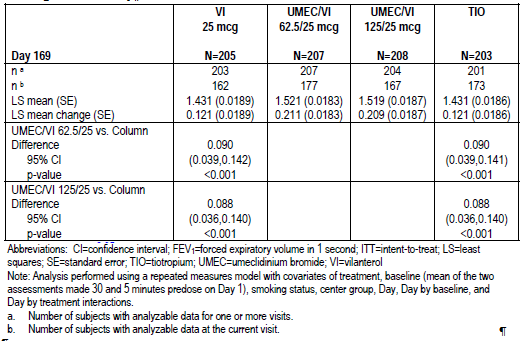 VI UMEC/VI UMEC/VI TIO
25 mcg 62.5/25 mcg 125/25 mcg
Day 169 N=205 N=207 N=208 N=203
n a 203 207 204 201
n b 162 177 167 173
LS mean (SE) 1.431 (0.0189) 1.521 (0.0183) 1.519 (0.0187) 1.431 (0.0186)
LS mean change (SE) 0.121 (0.0189) 0.211 (0.0183) 0.209 (0.0187) 0.121 (0.0186)
UMEC/VI 62.5/25 vs. Column
Difference 0.090 0.090
95% CI (0.039,0.142) (0.039,0.141)
p-value <0.001 <0.001
UMEC/VI 125/25 vs. Column
Difference 0.088 0.088
95% CI (0.036,0.140) (0.036,0.140)
p-value <0.001 <0.001
Abbreviations: CI=confidence interval; FEV1=forced expiratory volume in 1 second; ITT=intent-to-treat; LS=least
squares; SE=standard error; TIO=tiotropium; UMEC=umeclidinium bromide; VI=vilanterol
Note: Analysis performed using a repeated measures model with covariates of treatment, baseline (mean of the two
assessments made 30 and 5 minutes predose on Day 1), smoking status, center group, Day, Day by baseline, and
Day by treatment interactions.
a. Number of subjects with analyzable data for one or more visits.
b. Number of subjects with analyzable data at the current visit. ¶